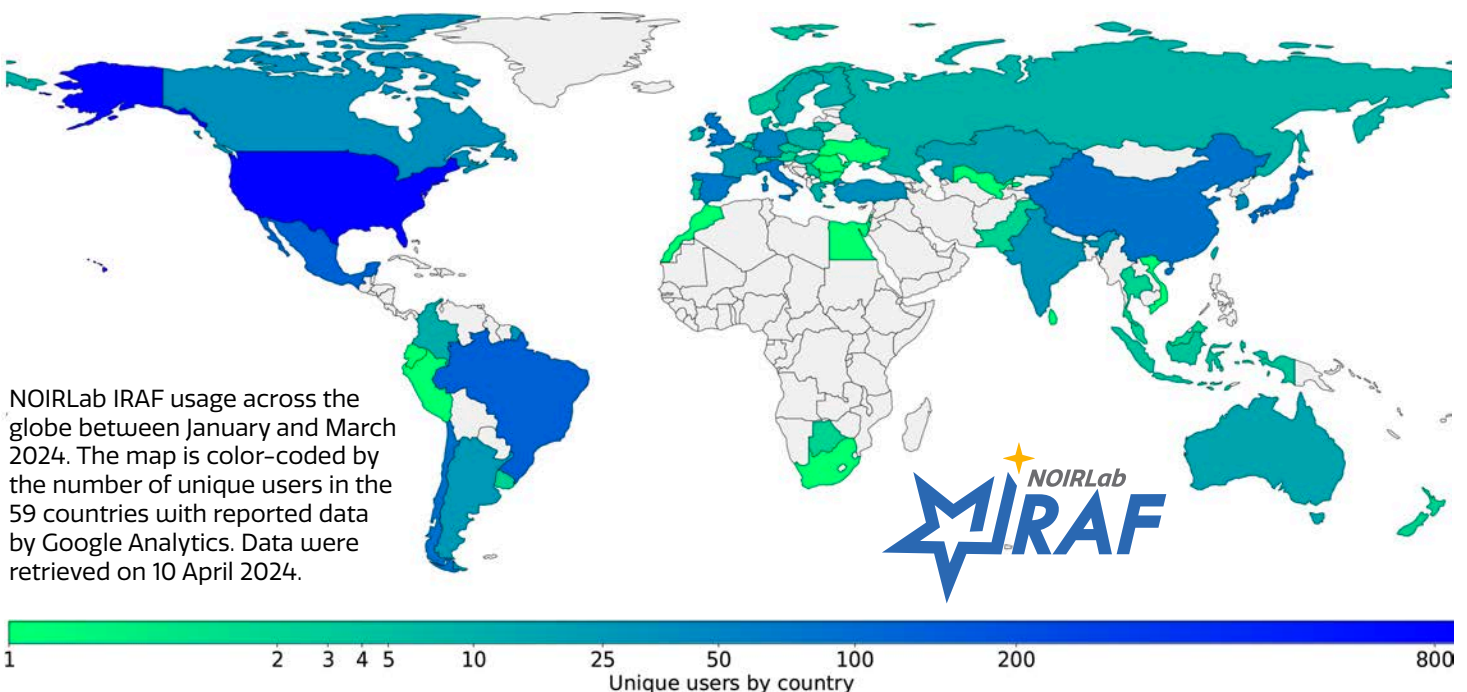 NOIRLab IRAF usage across the
globe between January and March
2024. The map is color-coded by
the number of unique users in the
59 countries with reported data
by Google Analytics. Data were
retrieved on 10 April 2024.
NOIRLab
IRAF
1 2 3 4 5 10 25 50 100 200 800
Unique users by country